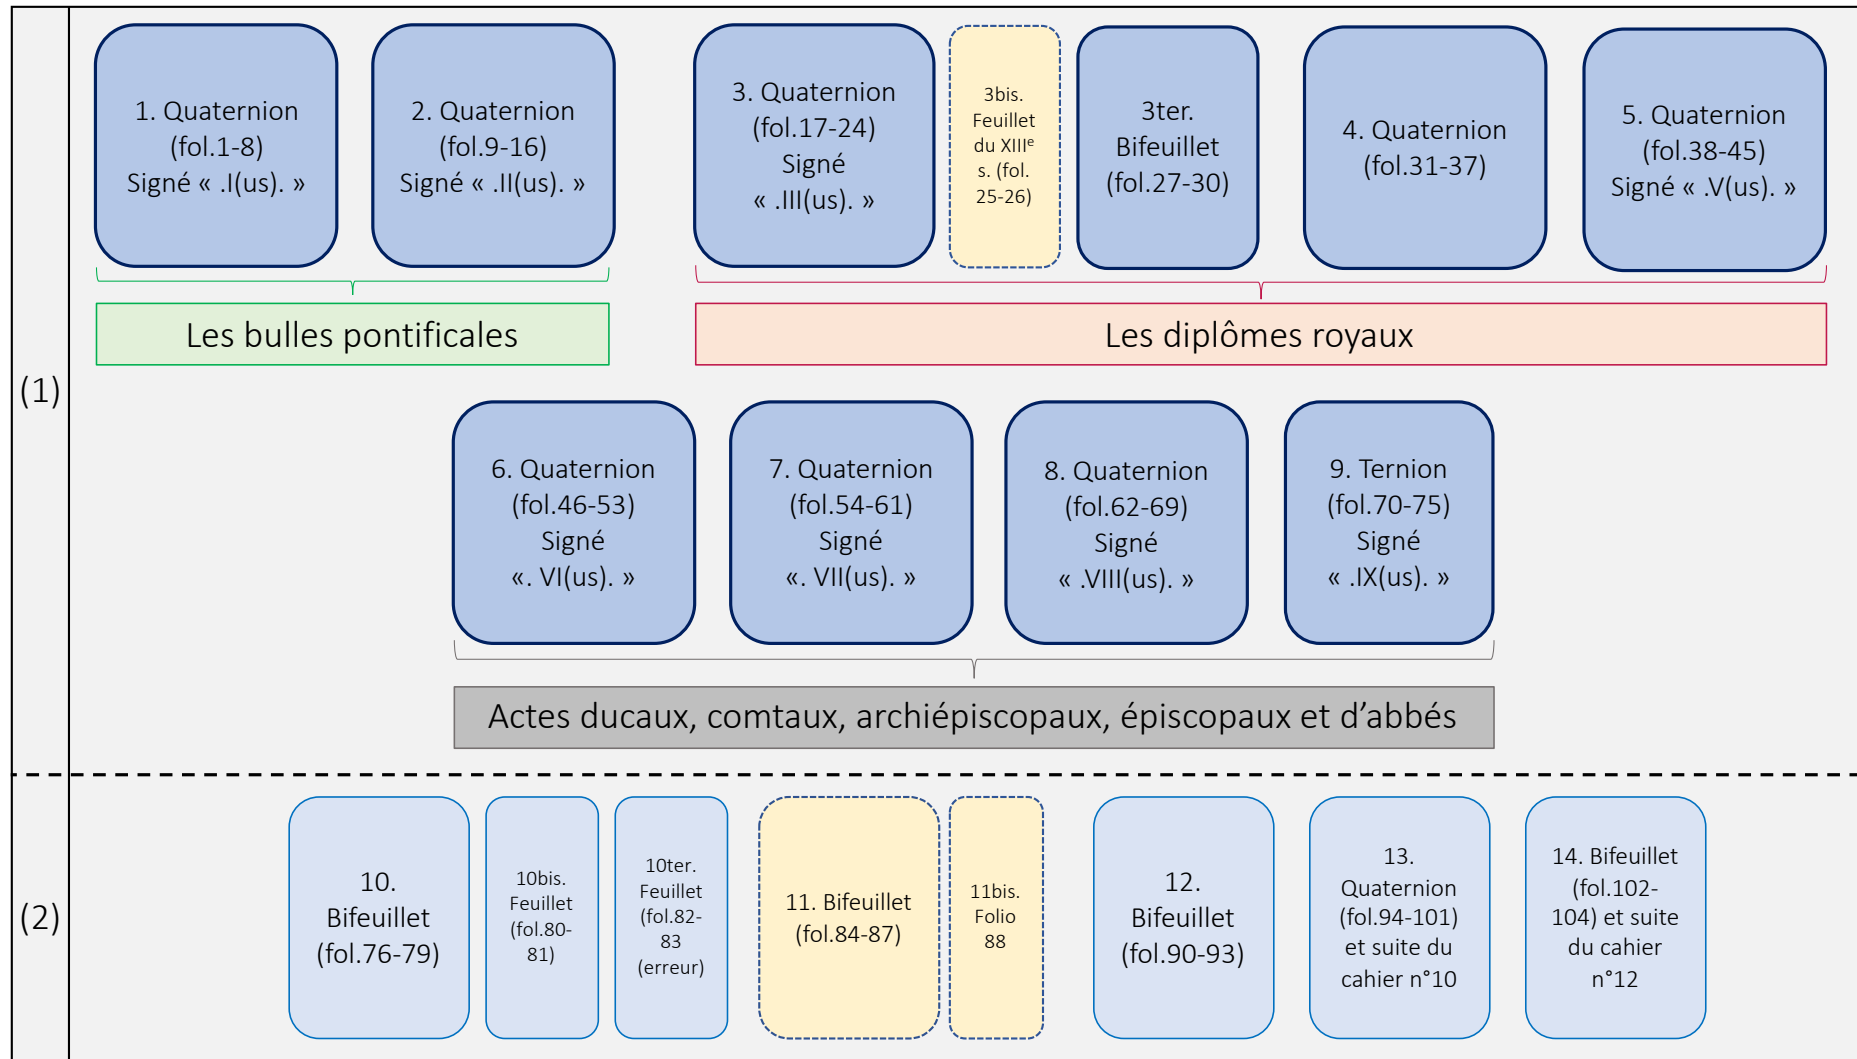 (1)
1. Quaternion
(fol.1-8)
Signé « .I(us). »
2. Quaternion
(fol.9-16)
Signé « .II(us). »
3. Quaternion
(fol.17-24)
Signé
« .III(us). »
3bis.
Feuillet
du XIIIᵉ
s. (fol.
25-26)
3ter.
Bifeuillet
(fol.27-30)
4. Quaternion
(fol.31-37)
5. Quaternion
(fol.38-45)
Signé « .V(us). »
Les bulles pontificales
Les diplômes royaux
6. Quaternion
(fol.46-53)
Signé
«. VI(us). »
7. Quaternion
(fol.54-61)
Signé
«. VII(us). »
8. Quaternion
(fol.62-69)
Signé
« .VIII(us). »
9. Ternion
(fol.70-75)
Signé
« .IX(us). »
Actes ducaux, comtaux, archiépiscopaux, épiscopaux et d’abbés
(2)
10.
Bifeuillet
(fol.76-79)
10bis.
Feuillet
(fol.80-
81)
10ter.
Feuillet
(fol.82-
83
(erreur)
11. Bifeuillet
(fol.84-87)
11bis.
Folio
88
12.
Bifeuillet
(fol.90-93)
13.
Quaternion
(fol.94-101)
et suite du
cahier n°10
14. Bifeuillet
(fol.102-
104) et suite
du cahier
n°12